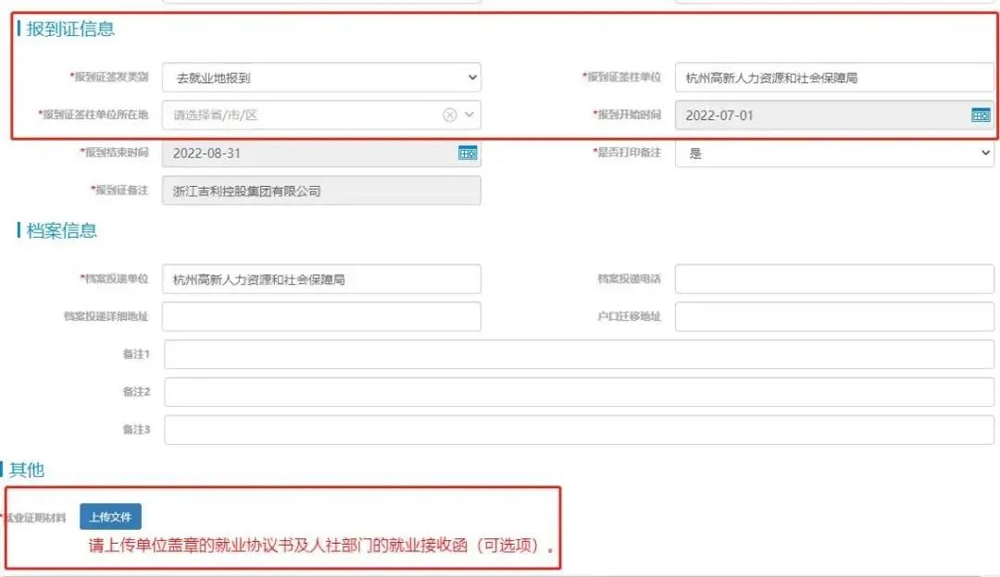 报到证信息
*报到证签发类别 去就业地报到 *报到证签往单位 杭州高新人力资源和社会保障局
*报到证签往单位所在地 请选择省/市/区 *报到开始时间 2022-07-01
*报到结束时间 2022-08-31 *是否打印备注 是
*报到证备注 浙江吉利控股集团有限公司
档案信息
*档案投递单位 杭州高新人力资源和社会保障局 档案投递电话
档案投递详细地址 户口迁移地址
备注1
备注2
备注3
其他
*就业证明材料 上传文件
请上传单位盖章的就业协议书及人社部门的就业接收函（可选项）。